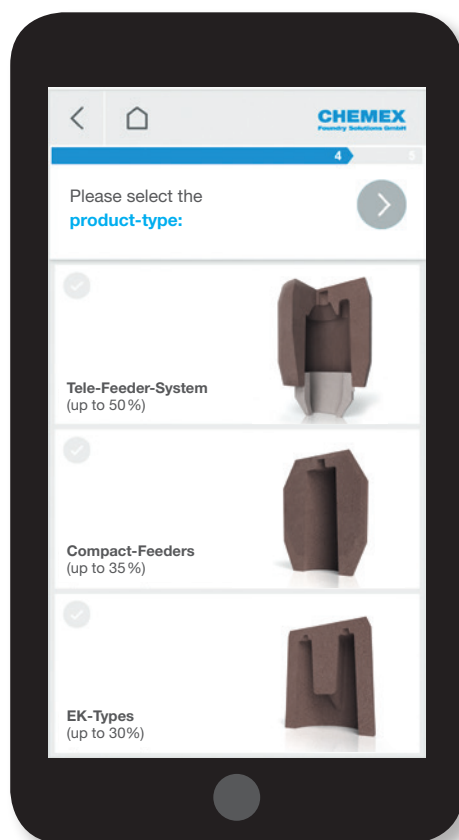 CHEMEX
Foundry Solutions GmbH
4
5
Please select the
product-type:
Tele-Feeder-System
(up to 50 %)
Compact-Feeders
(up to 35 %)
EK-Types
(up to 30%)